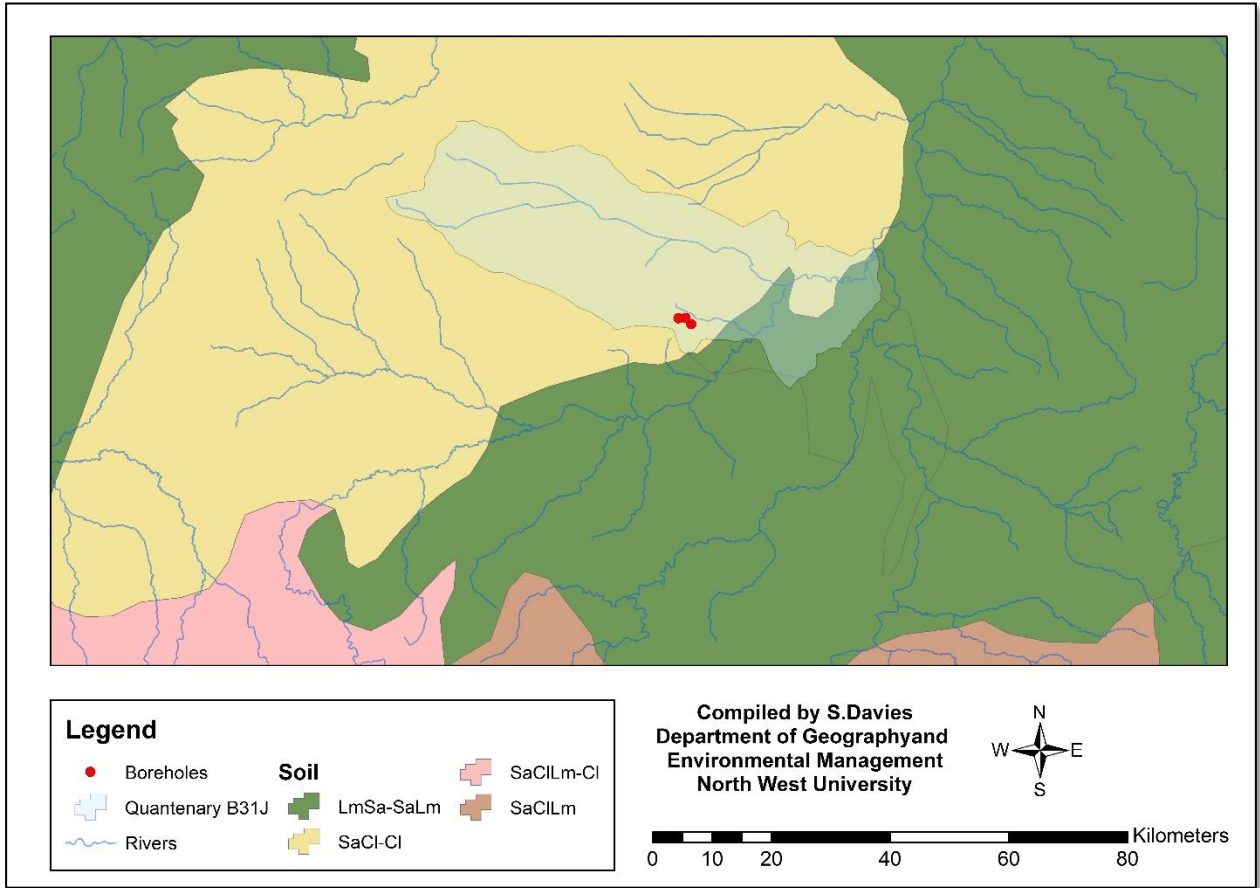 Legend
Boreholes
Quantenary B31J
Rivers
Soil
LmSa-SaLm
SaCl-Cl
SaClLm-Cl
SaClLm
Compiled by S.Davies
Department of Geographyand
Environmental Management
North West University
N
W E
S
Kilometers
0 10 20 40 60 80